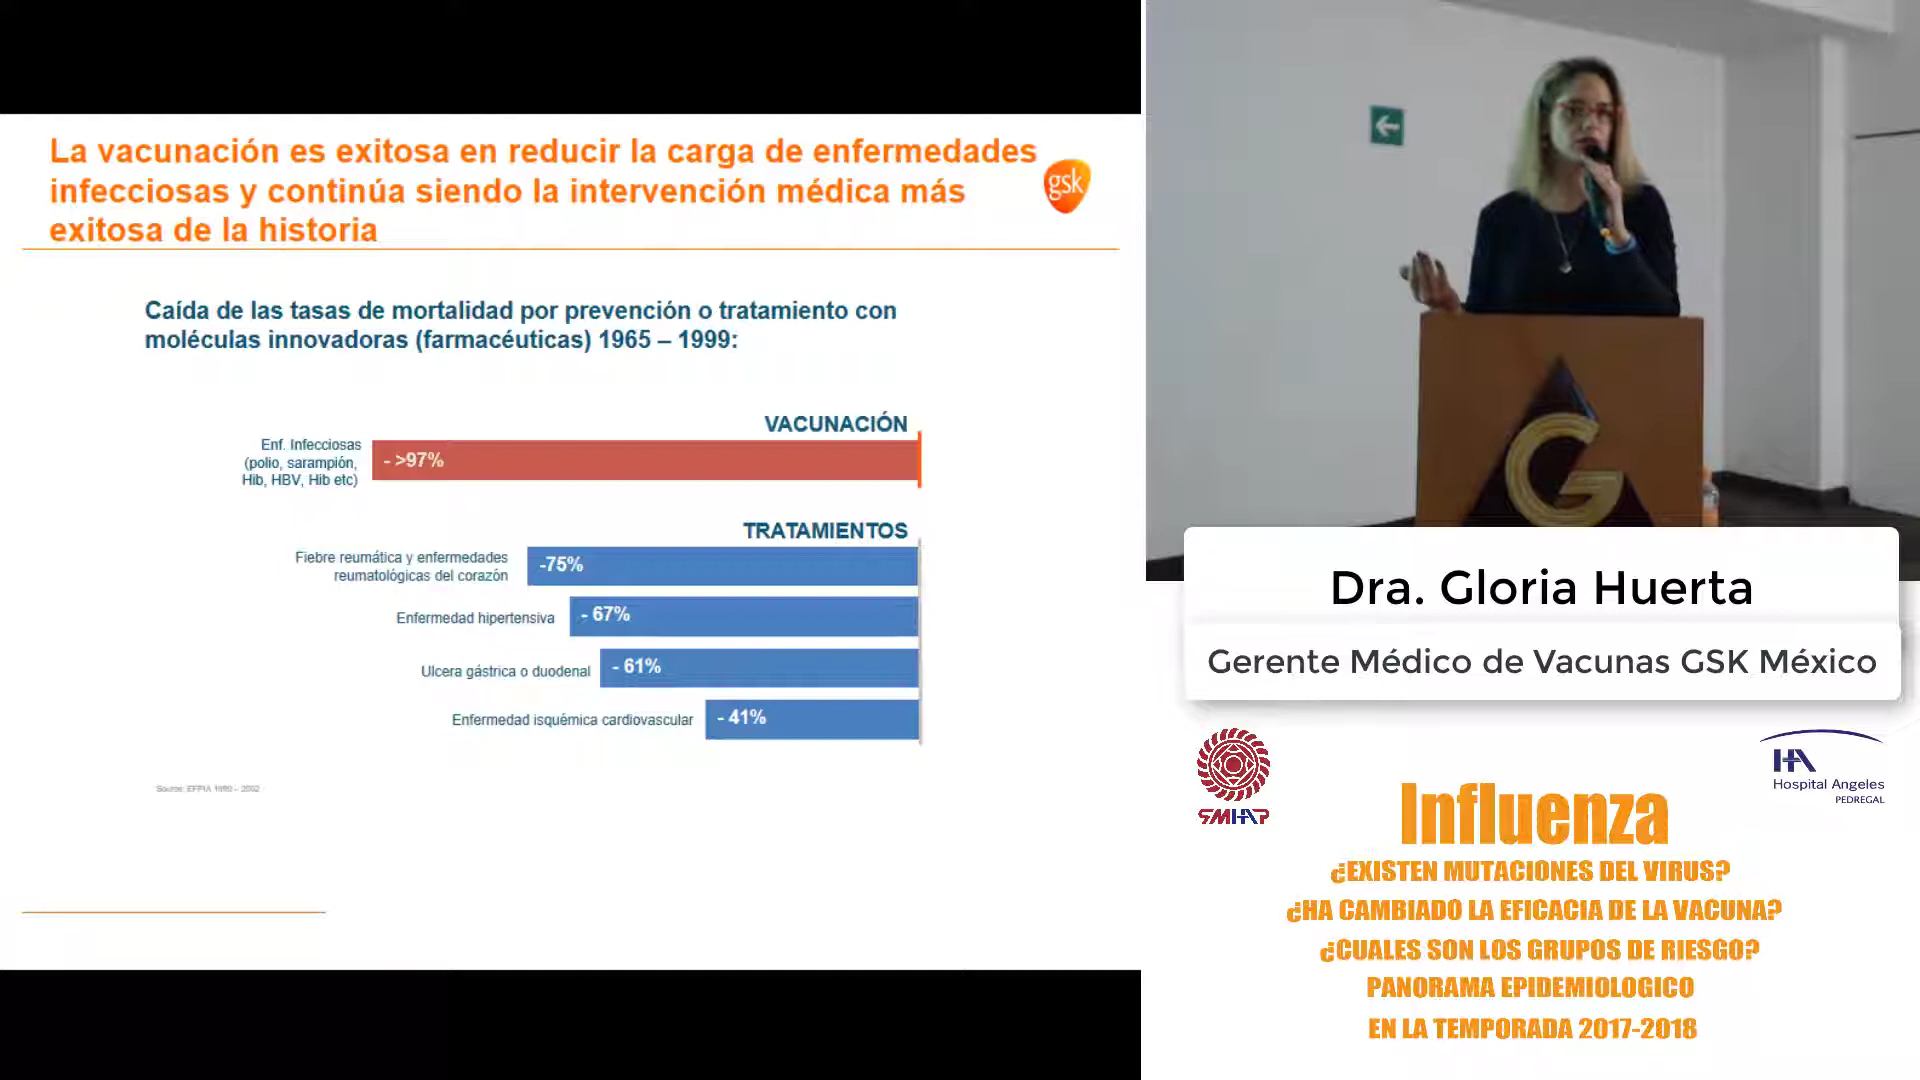 La vacunación es exitosa en reducir la carga de enfermedades
infecciosas y continúa siendo la intervención médica más
exitosa de la historia
gsk
Caída de las tasas de mortalidad por prevención o tratamiento con
moléculas innovadoras (farmacéuticas) 1965 – 1999:
VACUNACIÓN
Enf. Infecciosas
(polio, sarampión,
Hib, HBV, Hib etc)
- >97%
TRATAMIENTOS
Fiebre reumática y enfermedades
reumatológicas del corazón
-75%
Enfermedad hipertensiva
- 67%
Ulcera gástrica o duodenal
- 61%
Enfermedad isquémica cardiovascular
- 41%
Source: EFPIA
G
Dra. Gloria Huerta
Gerente Médico de Vacunas GSK México
SMHAP
HA
Hospital Angeles
PEDREGAL
Influenza
¿EXISTEN MUTACIONES DEL VIRUS?
¿HA CAMBIADO LA EFICACIA DE LA VACUNA?
¿CUALES SON LOS GRUPOS DE RIESGO?
PANORAMA EPIDEMIOLOGICO
EN LA TEMPORADA 2017-2018